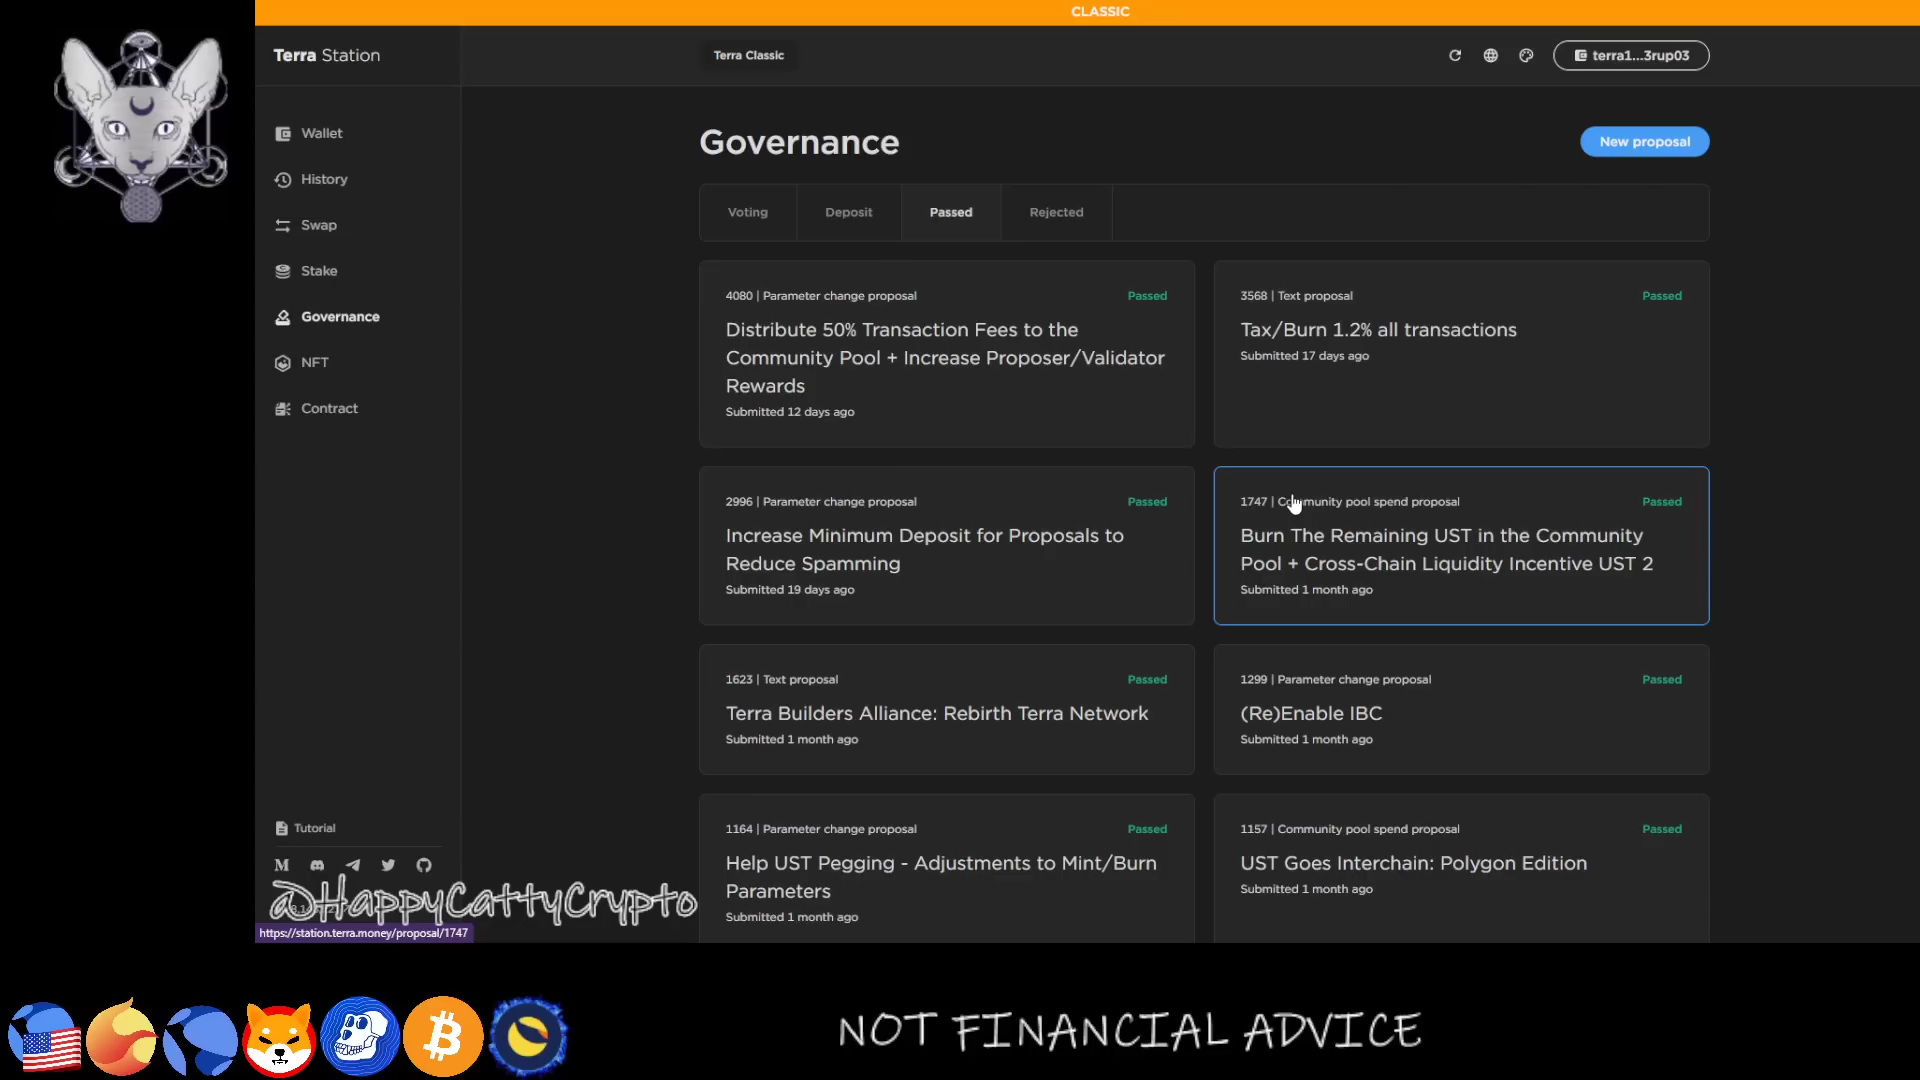 CLASSIC
Terra Station
Terra Classic
terra1...3rup03
Wallet
History
Swap
Stake
Governance
NFT
Contract
Governance
New proposal
Voting
Deposit
Passed
Rejected
4080 | Parameter change proposal
Passed
Distribute 50% Transaction Fees to the
Community Pool + Increase Proposer/Validator
Rewards
Submitted 12 days ago
3568 | Text proposal
Passed
Tax/Burn 1.2% all transactions
Submitted 17 days ago
2996 | Parameter change proposal
Passed
Increase Minimum Deposit for Proposals to
Reduce Spamming
Submitted 19 days ago
1747 | Community pool spend proposal
Passed
Burn The Remaining UST in the Community
Pool + Cross-Chain Liquidity Incentive UST 2
Submitted 1 month ago
1623 | Text proposal
Passed
Terra Builders Alliance: Rebirth Terra Network
Submitted 1 month ago
1299 | Parameter change proposal
Passed
(Re)Enable IBC
Submitted 1 month ago
1164 | Parameter change proposal
Passed
Help UST Pegging - Adjustments to Mint/Burn
Parameters
Submitted 1 month ago
1157 | Community pool spend proposal
Passed
UST Goes Interchain: Polygon Edition
Submitted 1 month ago
Tutorial
@HappyCattyCrypto
https://station.terra.money/proposal/1747
NOT FINANCIAL ADVICE